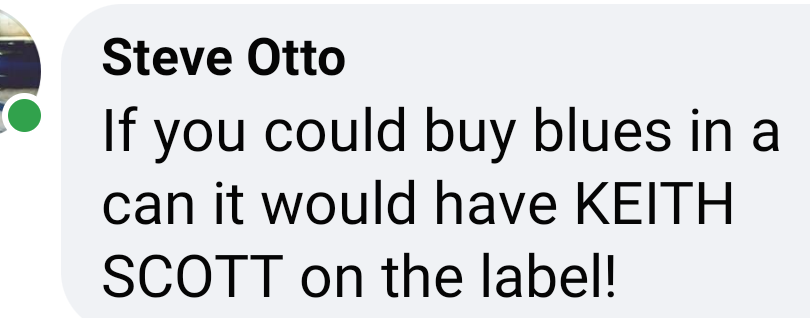 Steve Otto
If you could buy blues in a
can it would have KEITH
SCOTT on the label!